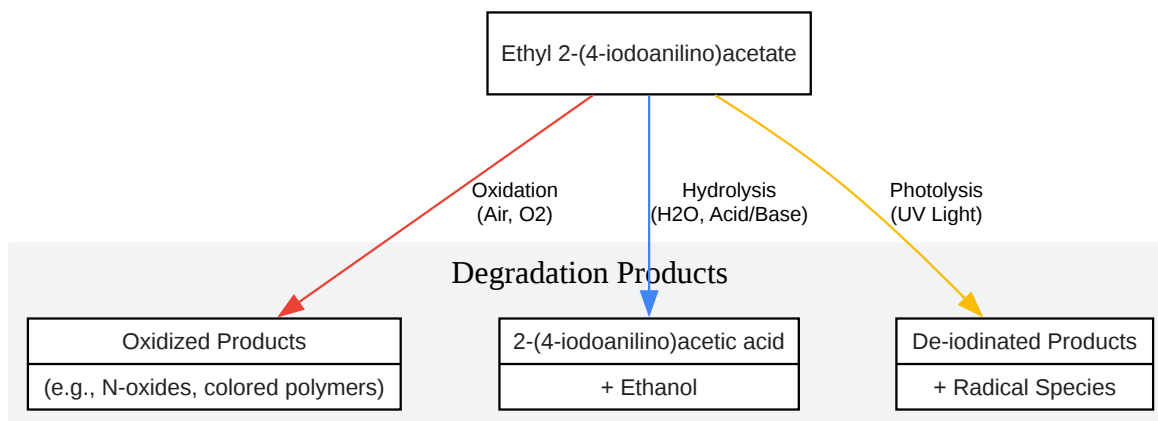 Ethyl 2-(4-iodoanilino)acetate
Oxidation
(Air, O2)
Hydrolysis
(H2O, Acid/Base)
Photolysis
(UV Light)
Degradation Products
Oxidized Products
(e.g., N-oxides, colored polymers)
2-(4-iodoanilino)acetic acid
+ Ethanol
De-iodinated Products
+ Radical Species